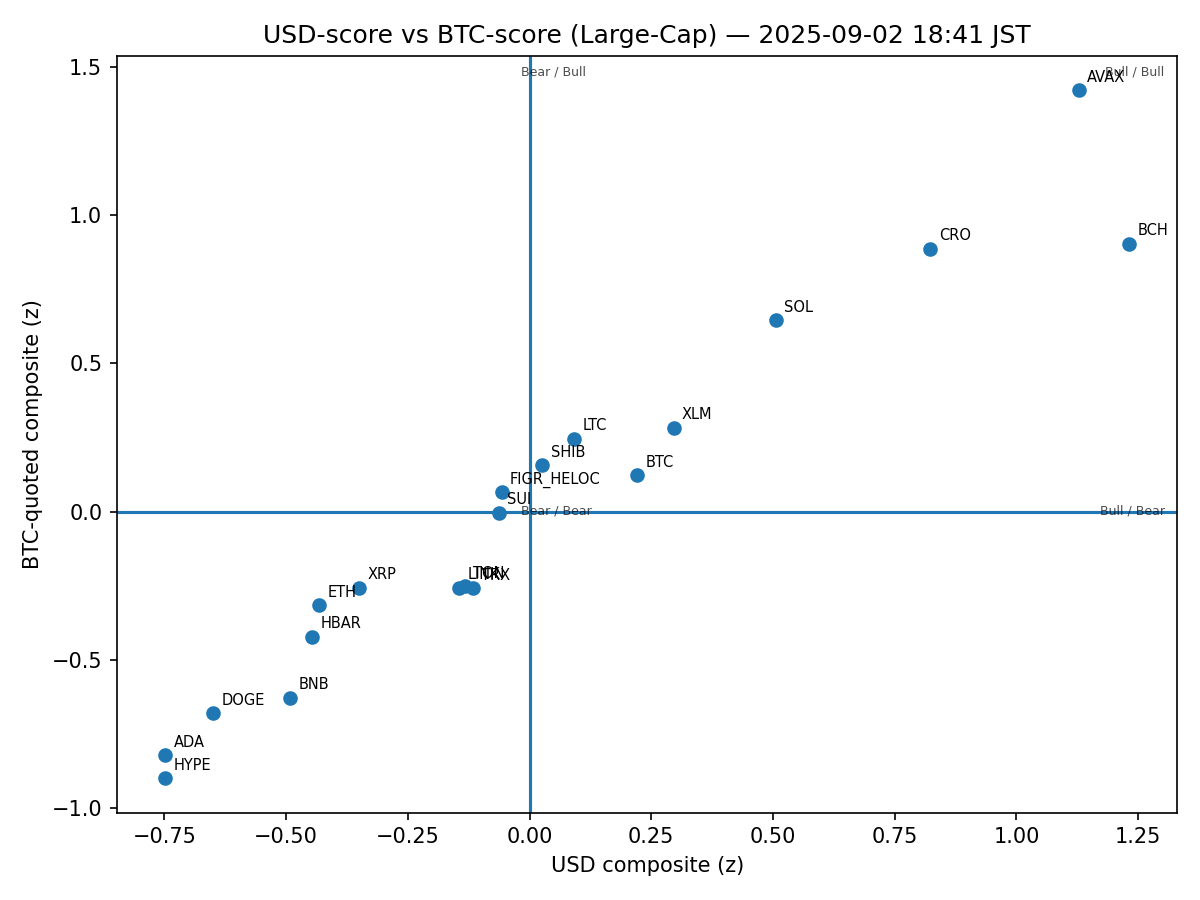 USD-score vs BTC-score (Large-Cap) — 2025-09-02 18:41 JST
Bear / Bull
Bull / Bull
AVAX
BCH
CRO
SOL
XLM
LTC
SHIB
BTC
FIGR_HELOC
SUI
Bear / Bear
Bull / Bear
XRP
LINK
TON
TRX
ETH
HBAR
BNB
DOGE
ADA
HYPE
1.5
1.0
0.5
0.0
−0.5
−1.0
BTC-quoted composite (z)
−0.75
−0.50
−0.25
0.00
0.25
0.50
0.75
1.00
1.25
USD composite (z)